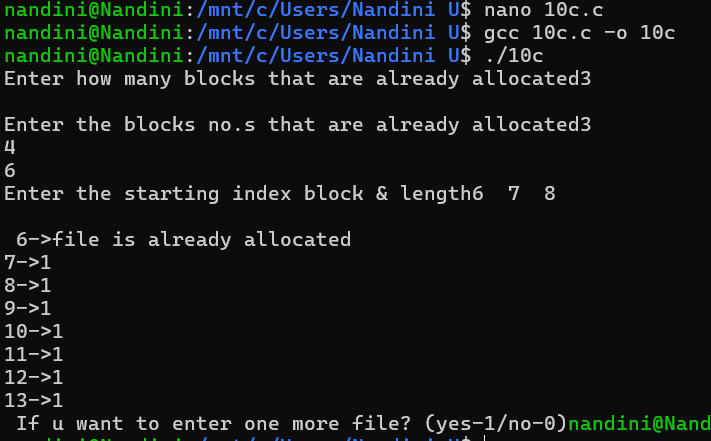 nandini@Nandini:/mnt/c/Users/Nandini U$ nano 10c.c
nandini@Nandini:/mnt/c/Users/Nandini U$ gcc 10c.c -o 10c
nandini@Nandini:/mnt/c/Users/Nandini U$ ./10c
Enter how many blocks that are already allocated3
Enter the blocks no.s that are already allocated3
4
6
Enter the starting index block & length6  7  8
 6->file is already allocated
7->1
8->1
9->1
10->1
11->1
12->1
13->1
 If u want to enter one more file? (yes-1/no-0)nandini@Nand